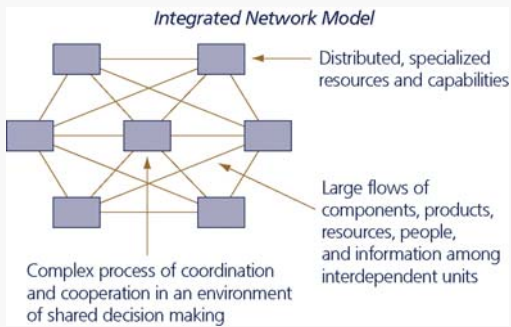 Integrated Network Model
Distributed, specialized
resources and capabilities
Large flows of
components, products,
resources, people,
and information among
interdependent units
Complex process of coordination
and cooperation in an environment
of shared decision making